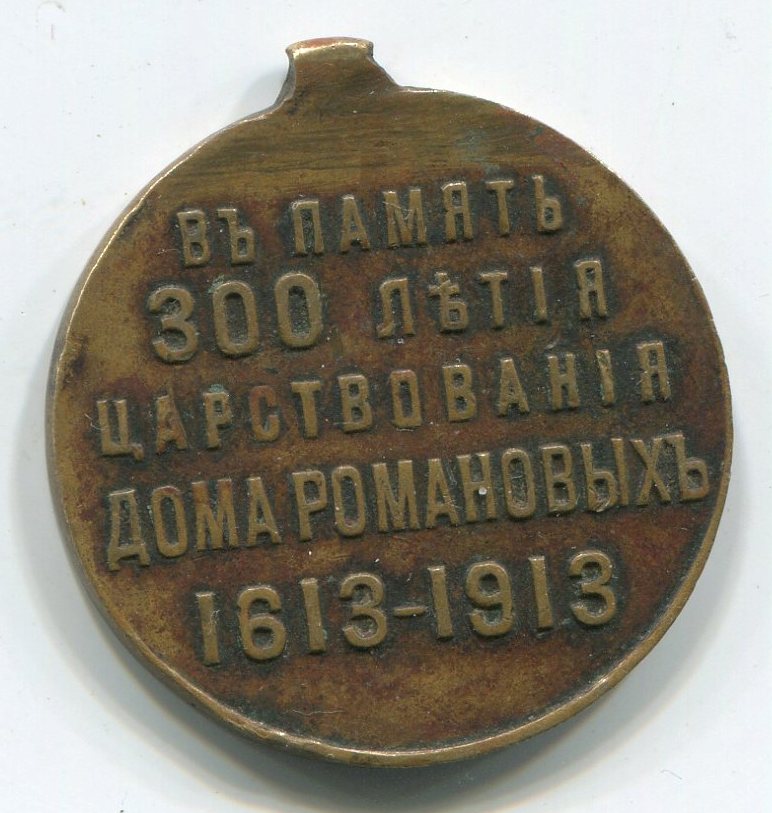 ВЪ ПАМЯТЬ
300 ЛѢТІЯ
ЦАРСТВОВАНІЯ
ДОМА РОМАНОВЫХЪ
1613-1913